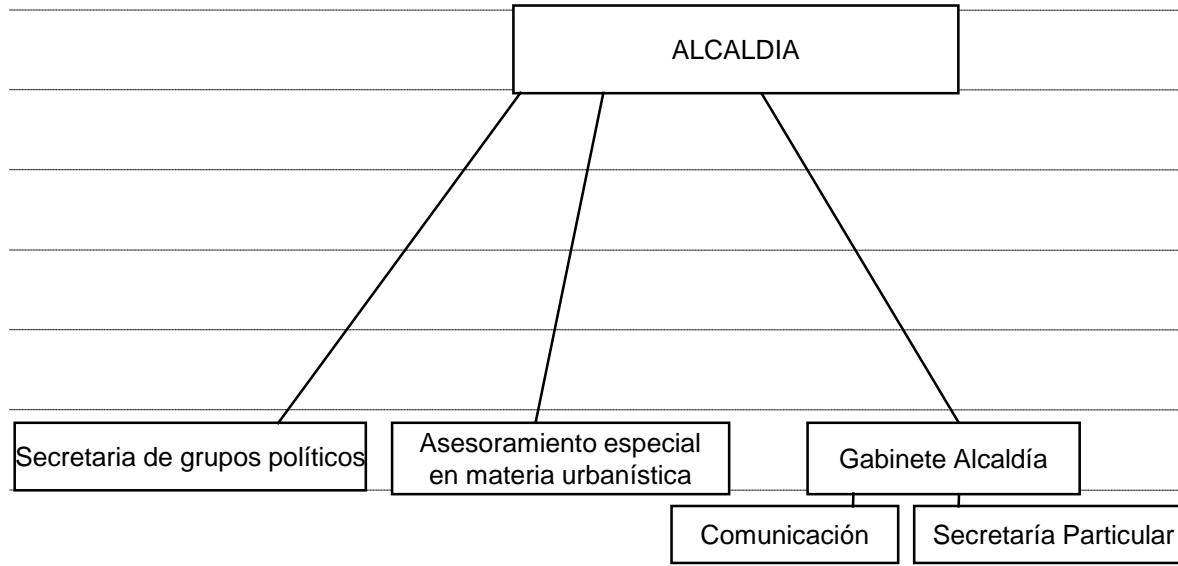 ALCALDIA
Secretaria de grupos políticos
Asesoramiento especial
en materia urbanística
Gabinete Alcaldía
Comunicación
Secretaría Particular